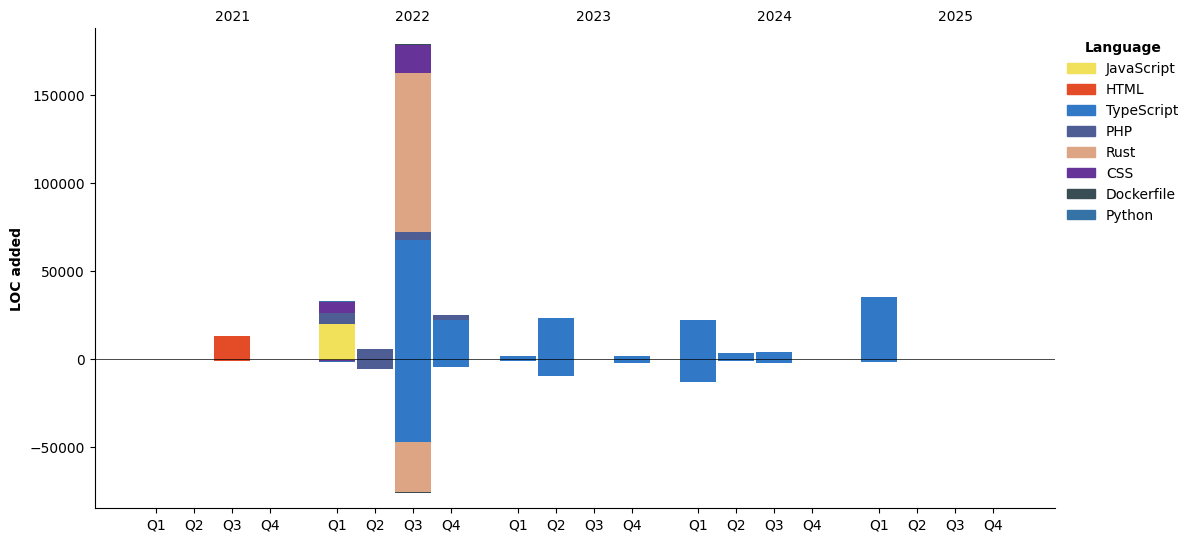 2021 2022 2023 2024 2025
Language
JavaScript
HTML
TypeScript
PHP
Rust
CSS
Dockerfile
Python
LOC added
150000
100000
50000
0
−50000
Q1 Q2 Q3 Q4 Q1 Q2 Q3 Q4 Q1 Q2 Q3 Q4 Q1 Q2 Q3 Q4 Q1 Q2 Q3 Q4